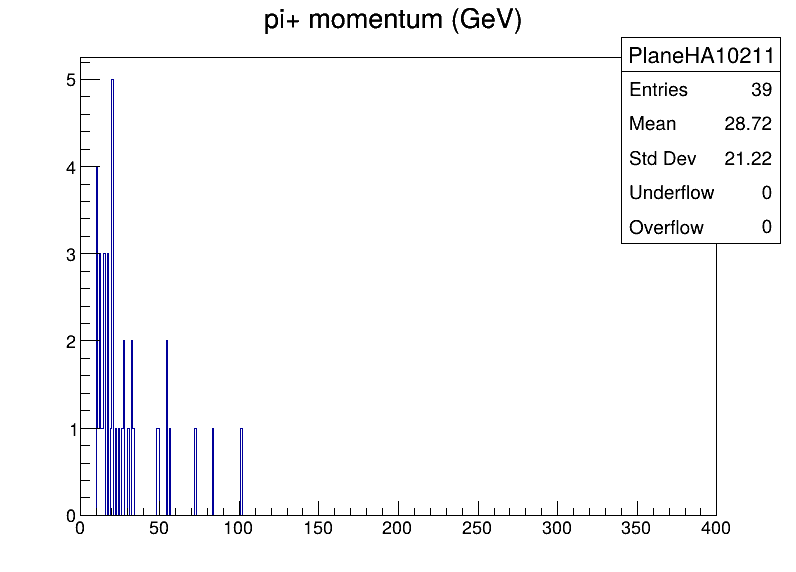 pi+ momentum (GeV)
PlaneHA10211
Entries 39
Mean 28.72
Std Dev 21.22
Underflow 0
Overflow 0
5
4
3
2
1
0
0 50 100 150 200 250 300 350 400